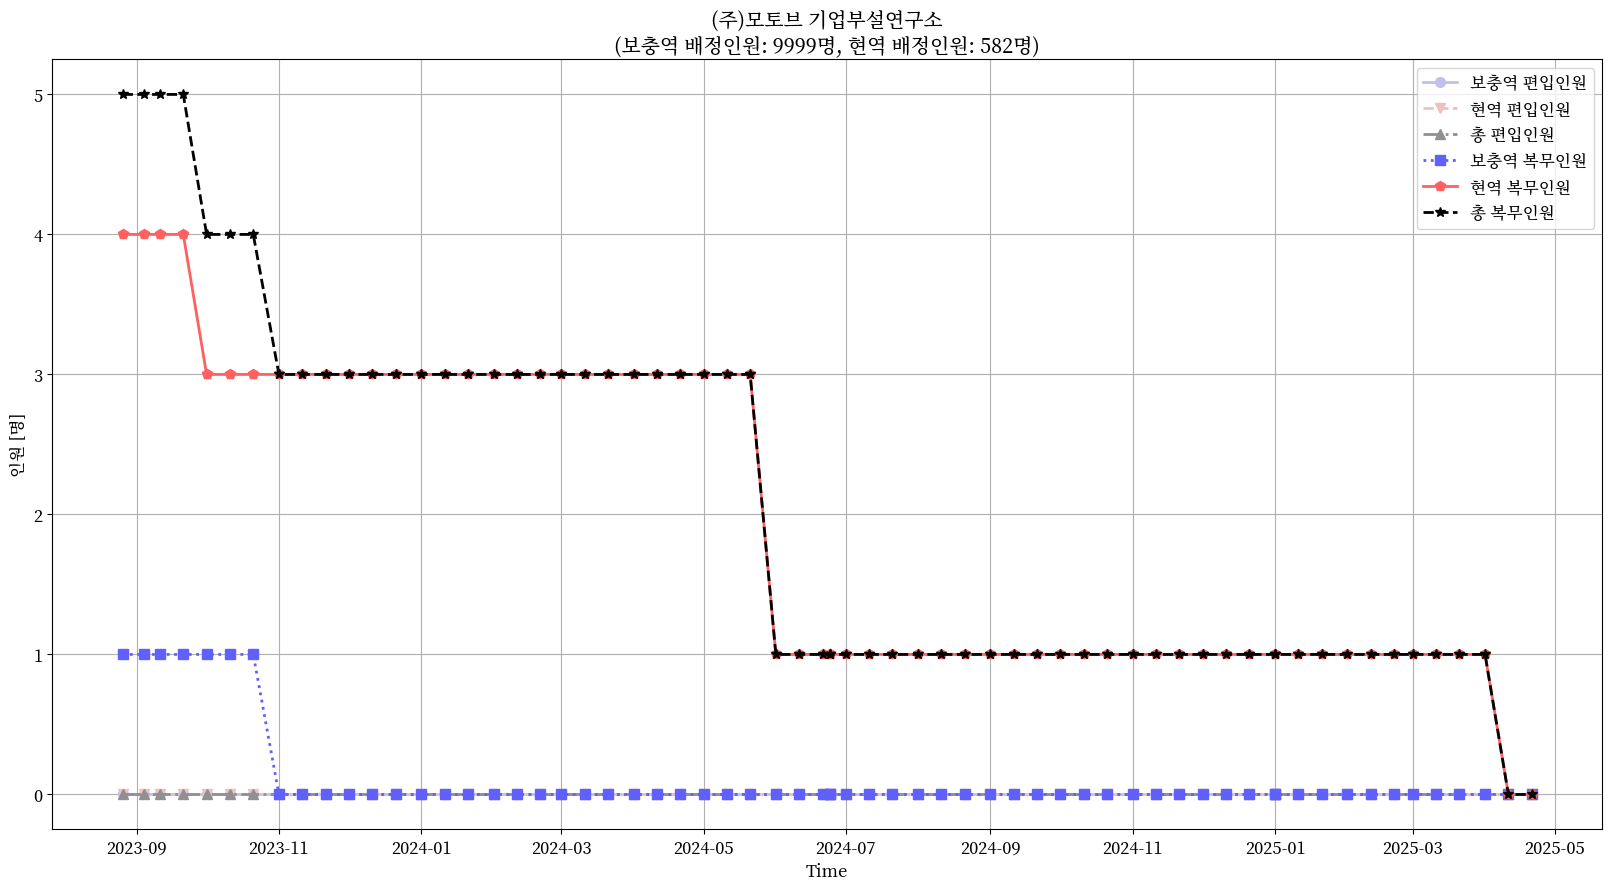 (주)모토브 기업부설연구소
(보충역 배정인원: 9999명, 현역 배정인원: 582명)
보충역 편입인원
현역 편입인원
총 편입인원
보충역 복무인원
현역 복무인원
총 복무인원
인원 [명]
5
4
3
2
1
0
2023-09 2023-11 2024-01 2024-03 2024-05 2024-07 2024-09 2024-11 2025-01 2025-03 2025-05
Time